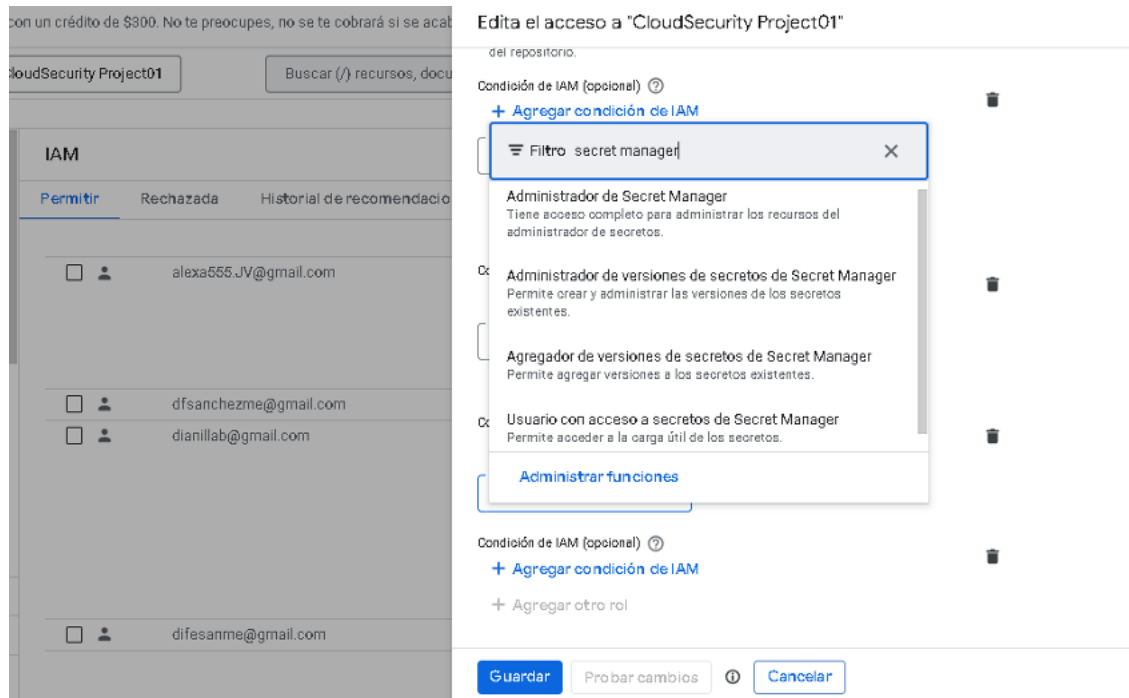 con un crédito de $300. No te preocupes, no se te cobrará si se acab
CloudSecurity Project01
Buscar (/) recursos, docu
IAM
Permitir
Rechazada
Historial de recomendacio
alexa555.JV@gmail.com
dfsanchezme@gmail.com
dianillab@gmail.com
difesanme@gmail.com
Edita el acceso a "CloudSecurity Project01"
del repositorio.
Condición de IAM (opcional)
+ Agregar condición de IAM
Filtro secret manager
Administrador de Secret Manager
Tiene acceso completo para administrar los recursos del
administrador de secretos.
Co
Administrador de versiones de secretos de Secret Manager
Permite crear y administrar las versiones de los secretos
existentes.
Agregador de versiones de secretos de Secret Manager
Permite agregar versiones a los secretos existentes.
Co
Usuario con acceso a secretos de Secret Manager
Permite acceder a la carga útil de los secretos.
Administrar funciones
Condición de IAM (opcional)
+ Agregar condición de IAM
+ Agregar otro rol
Guardar
Probar cambios
Cancelar